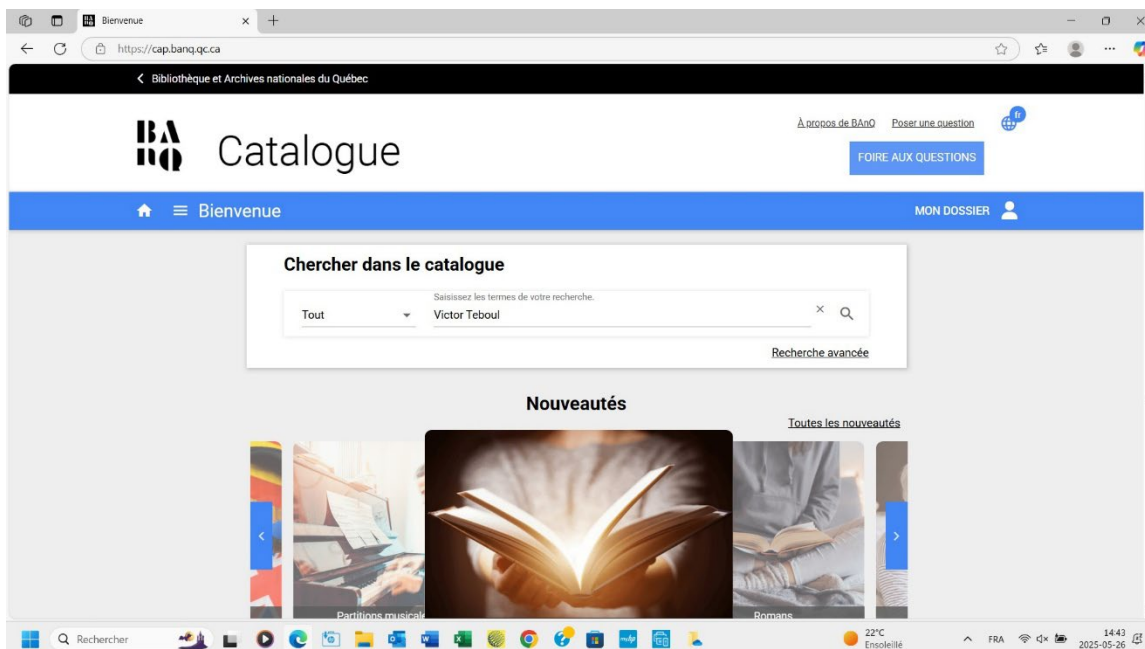 Bienvenue
https://cap.banq.qc.ca
Bibliothèque et Archives nationales du Québec
BA
nQ
Catalogue
À propos de BAnQ Poser une question
fr
FOIRE AUX QUESTIONS
Bienvenue
MON DOSSIER
Chercher dans le catalogue
Saisissez les termes de votre recherche.
Tout
Victor Teboul
Recherche avancée
Nouveautés
Toutes les nouveautés
Partitions musicale
Romans
Rechercher
22°C
Ensoleillé
FRA
14:43
2025-05-26